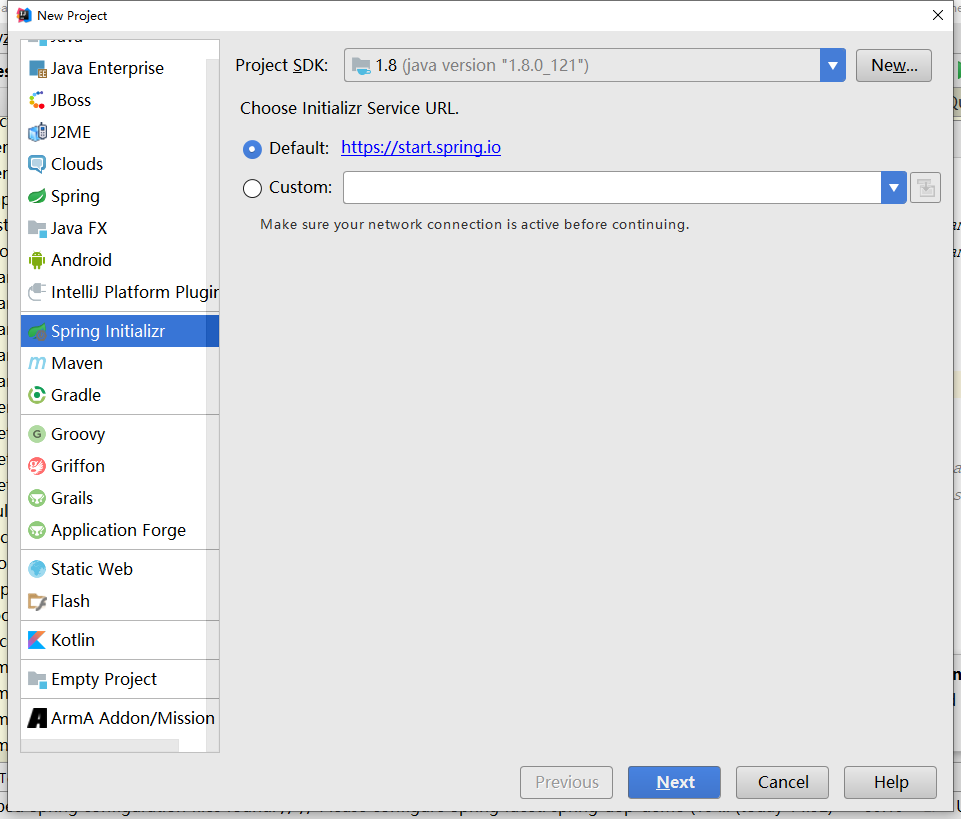 New Project
Java
Java Enterprise
JBoss
J2ME
Clouds
Spring
Java FX
Android
IntelliJ Platform Plugin
Spring Initializr
Maven
Gradle
Groovy
Griffon
Grails
Application Forge
Static Web
Flash
Kotlin
Empty Project
ArmA Addon/Mission
Project SDK: 1.8 (java version "1.8.0_121") New...
Choose Initializr Service URL.
Default: https://start.spring.io
Custom:
Make sure your network connection is active before continuing.
Previous Next Cancel Help